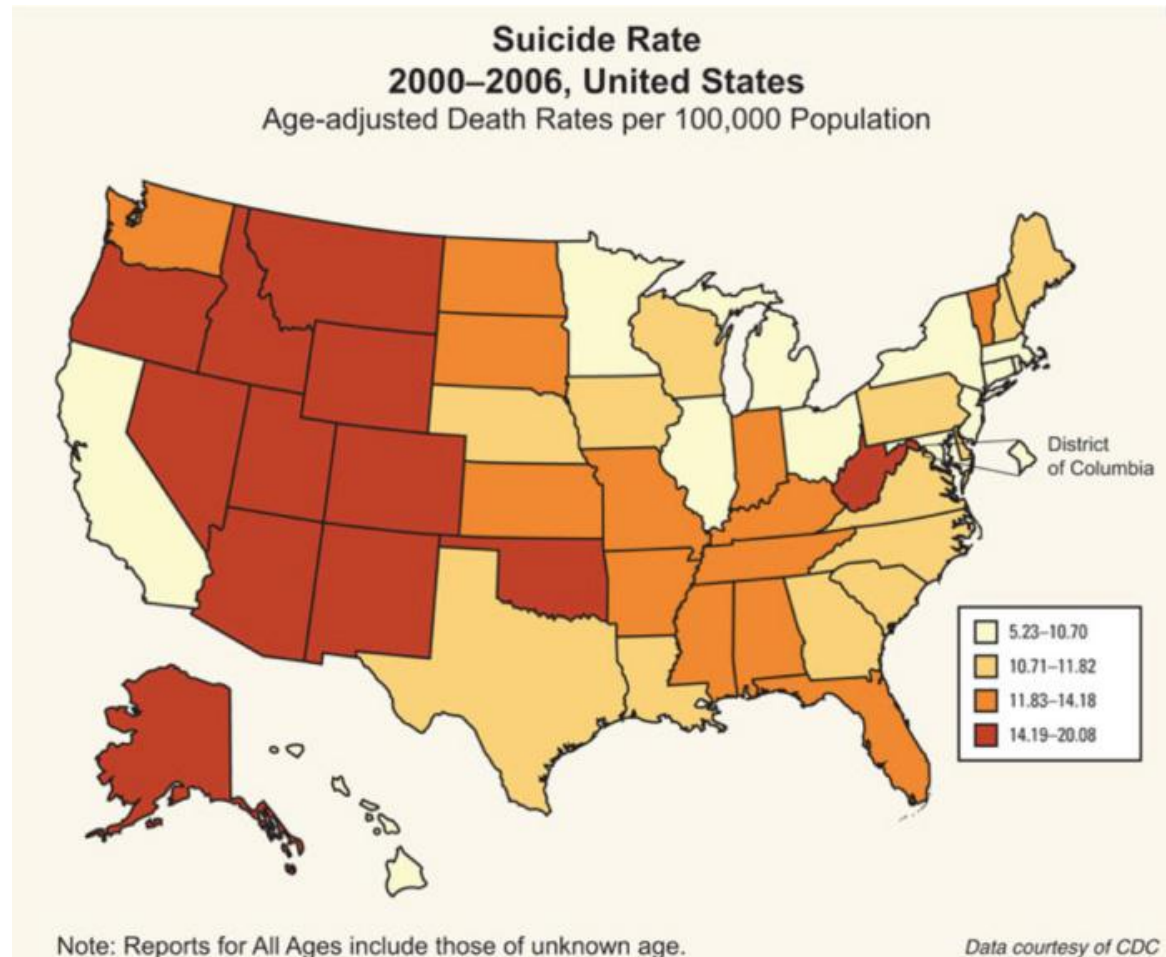 Suicide Rate
2000–2006, United States
Age-adjusted Death Rates per 100,000 Population
District
of Columbia
5.23–10.70
10.71–11.82
11.83–14.18
14.19–20.08
Note: Reports for All Ages include those of unknown age.
Data courtesy of CDC